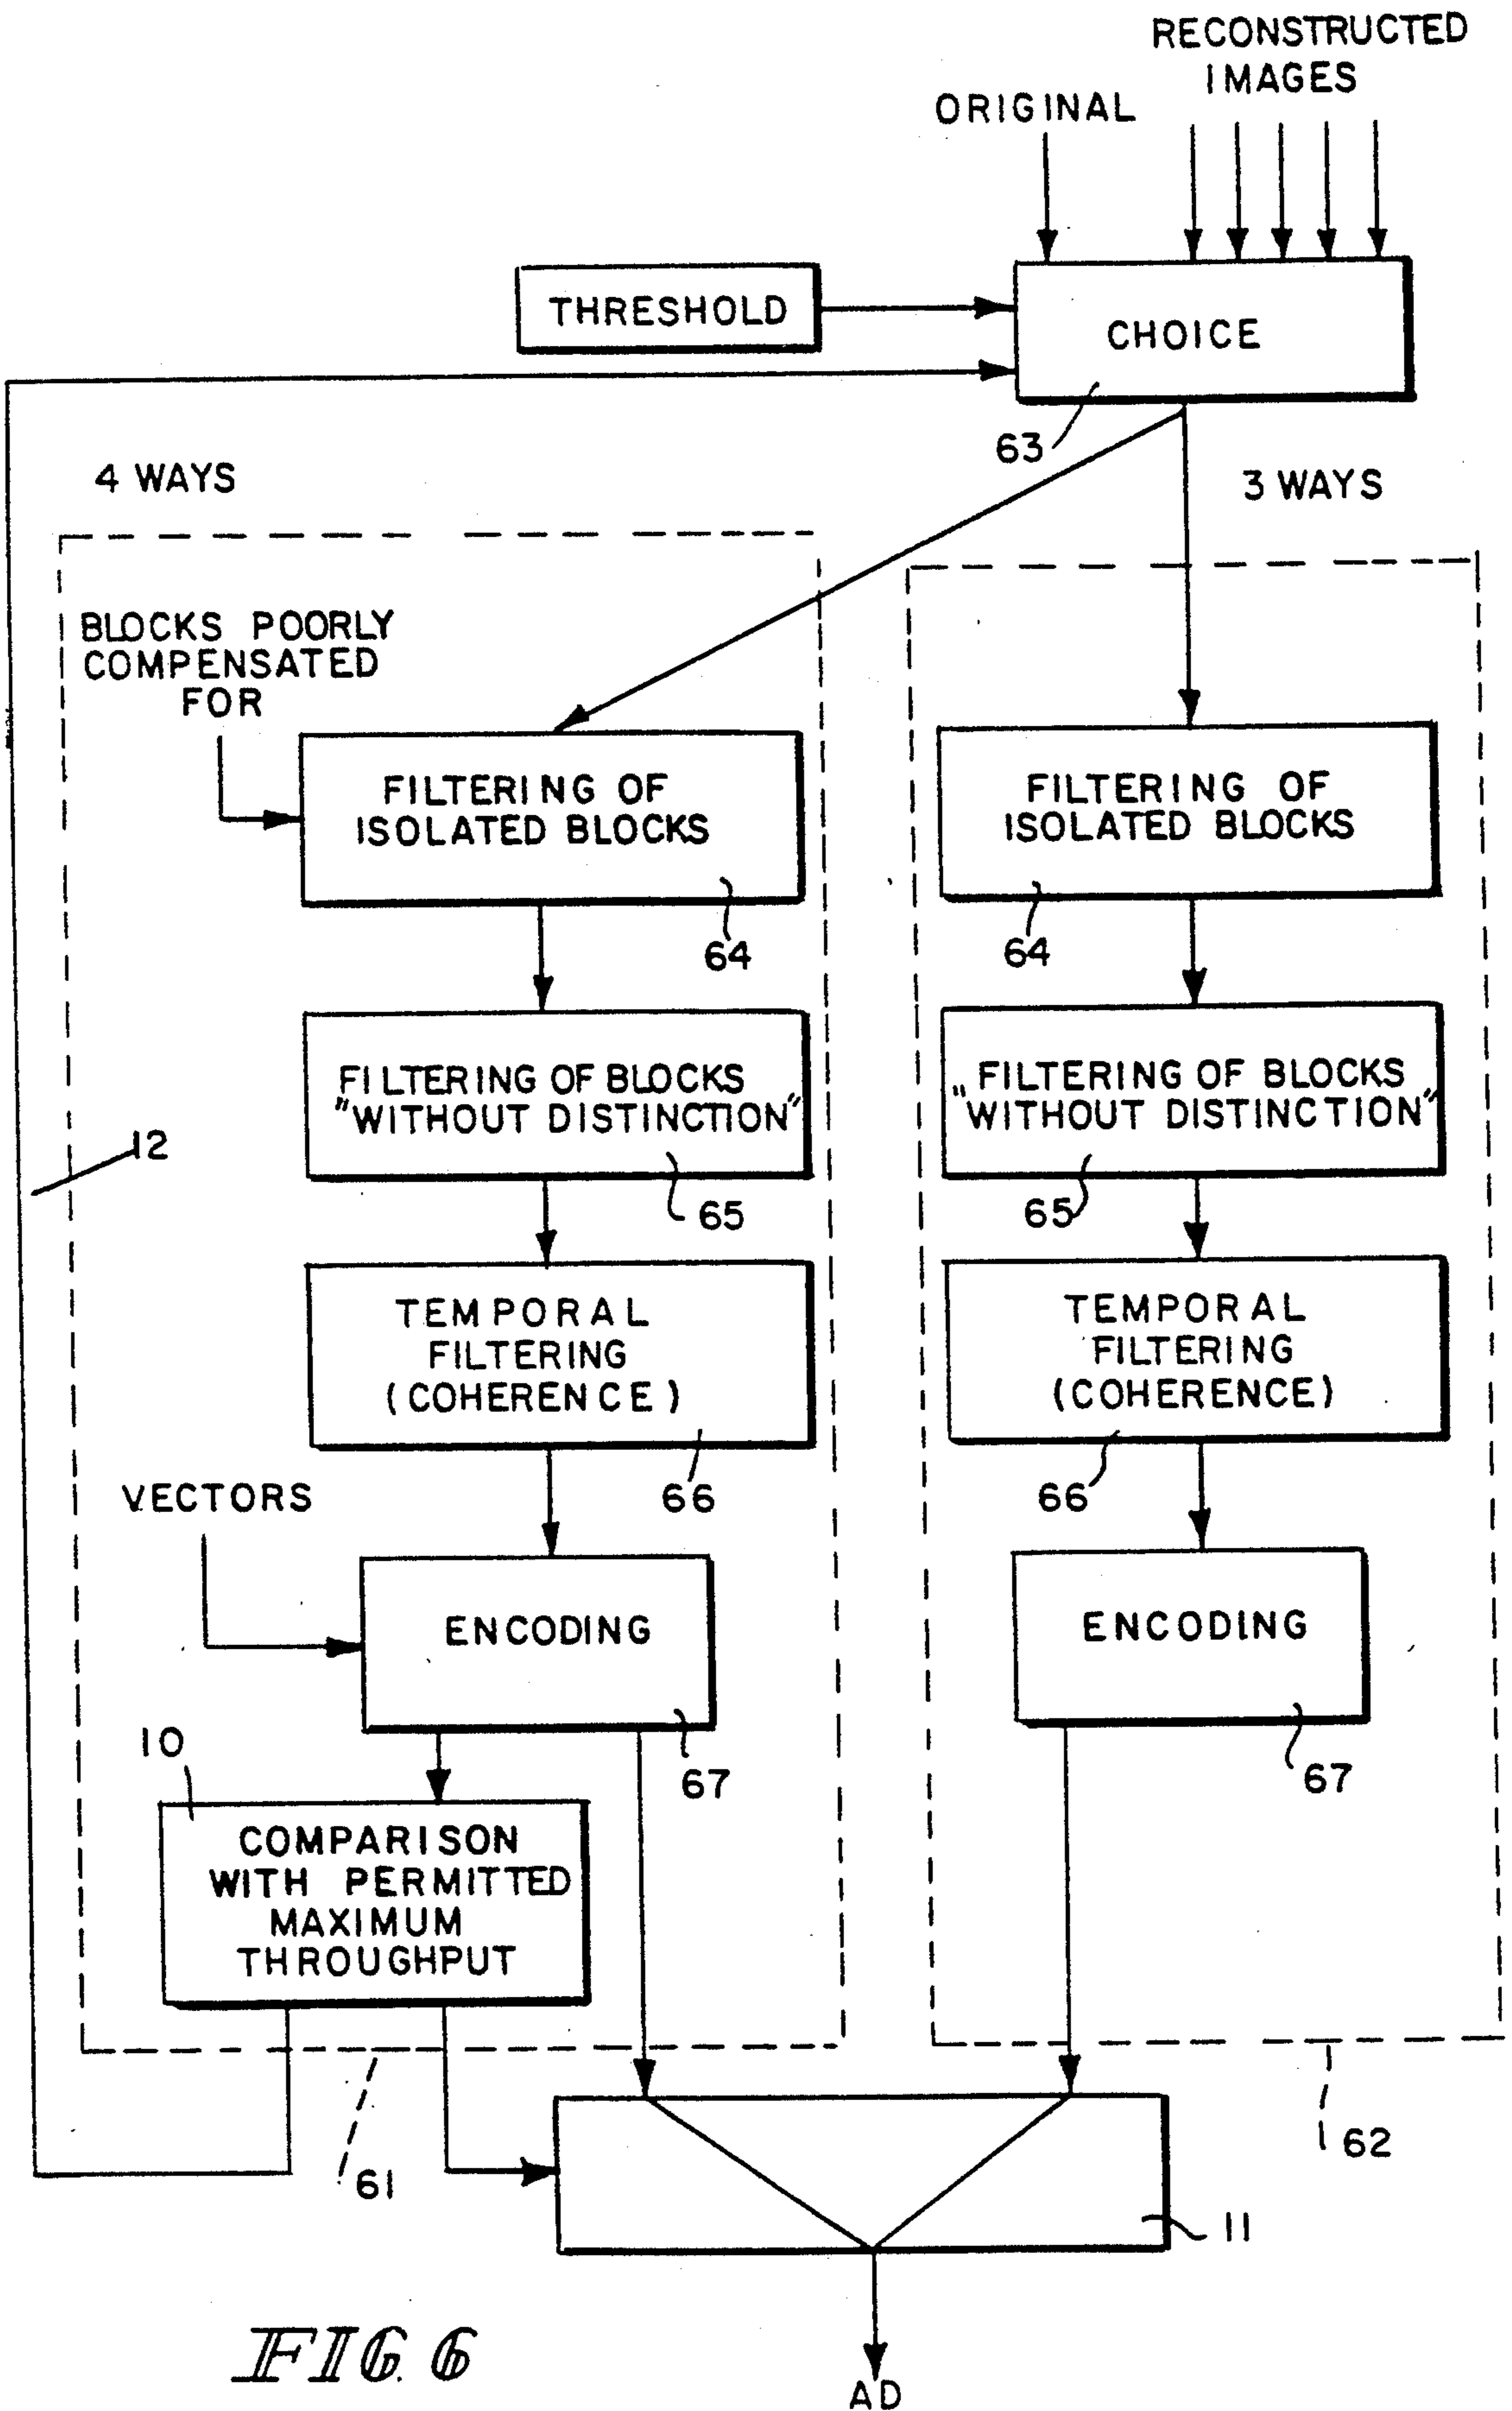 RECONSTRUCTED
IMAGES
ORIGINAL
THRESHOLD
CHOICE
63
4 WAYS
3 WAYS
BLOCKS POORLY
COMPENSATED
FOR
FILTERING OF
ISOLATED BLOCKS
64
FILTERING OF
ISOLATED BLOCKS
64
FILTERING OF BLOCKS
"WITHOUT DISTINCTION"
65
FILTERING OF BLOCKS
"WITHOUT DISTINCTION"
65
12
TEMPORAL
FILTERING
(COHERENCE)
66
TEMPORAL
FILTERING
(COHERENCE)
66
VECTORS
ENCODING
67
ENCODING
67
10
COMPARISON
WITH PERMITTED
MAXIMUM
THROUGHPUT
61
62
11
AD
FIG. 6